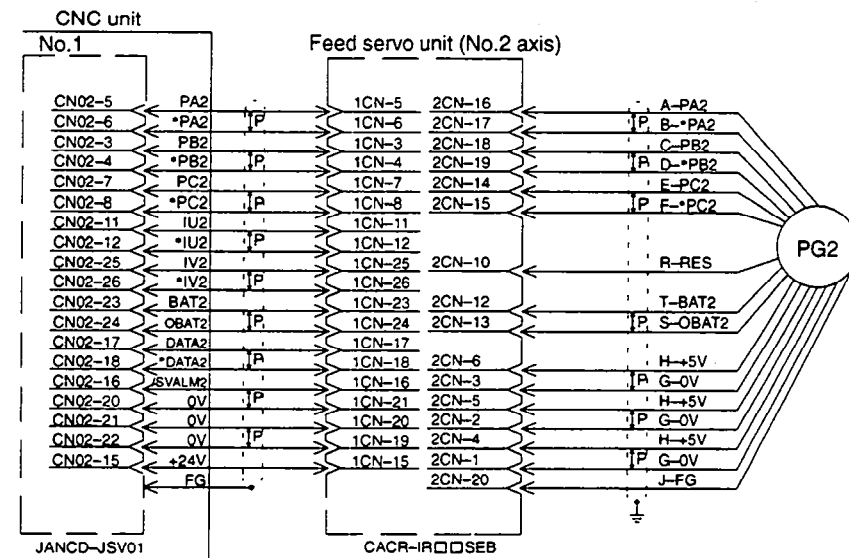 CNC unit
No.1
Feed servo unit (No.2 axis)
CN02-5 PA2 1CN-5 2CN-16 A-PA2
CN02-6 *PA2 P 1CN-6 2CN-17 P B-*PA2
CN02-3 PB2 1CN-3 2CN-18 C-PB2
CN02-4 *PB2 P 1CN-4 2CN-19 P D-*PB2
CN02-7 PC2 1CN-7 2CN-14 E-PC2
CN02-8 *PC2 P 1CN-8 2CN-15 P F-*PC2
CN02-11 IU2 1CN-11
CN02-12 *IU2 P 1CN-12
PG2
CN02-25 IV2 1CN-25 2CN-10 R-RES
CN02-26 *IV2 P 1CN-26
CN02-23 BAT2 1CN-23 2CN-12 T-BAT2
CN02-24 OBAT2 P 1CN-24 2CN-13 P S-OBAT2
CN02-17 DATA2 1CN-17
CN02-18 *DATA2 P 1CN-18 2CN-6 H-+5V
CN02-16 /SVALM2 1CN-16 2CN-3 P G-0V
CN02-20 0V P 1CN-21 2CN-5 H-+5V
CN02-21 0V 1CN-20 2CN-2 P G-0V
CN02-22 0V P 1CN-19 2CN-4 H-+5V
CN02-15 +24V 1CN-15 2CN-1 P G-0V
FG 2CN-20 J-FG
JANCD-JSV01
CACR-IR□□SEB